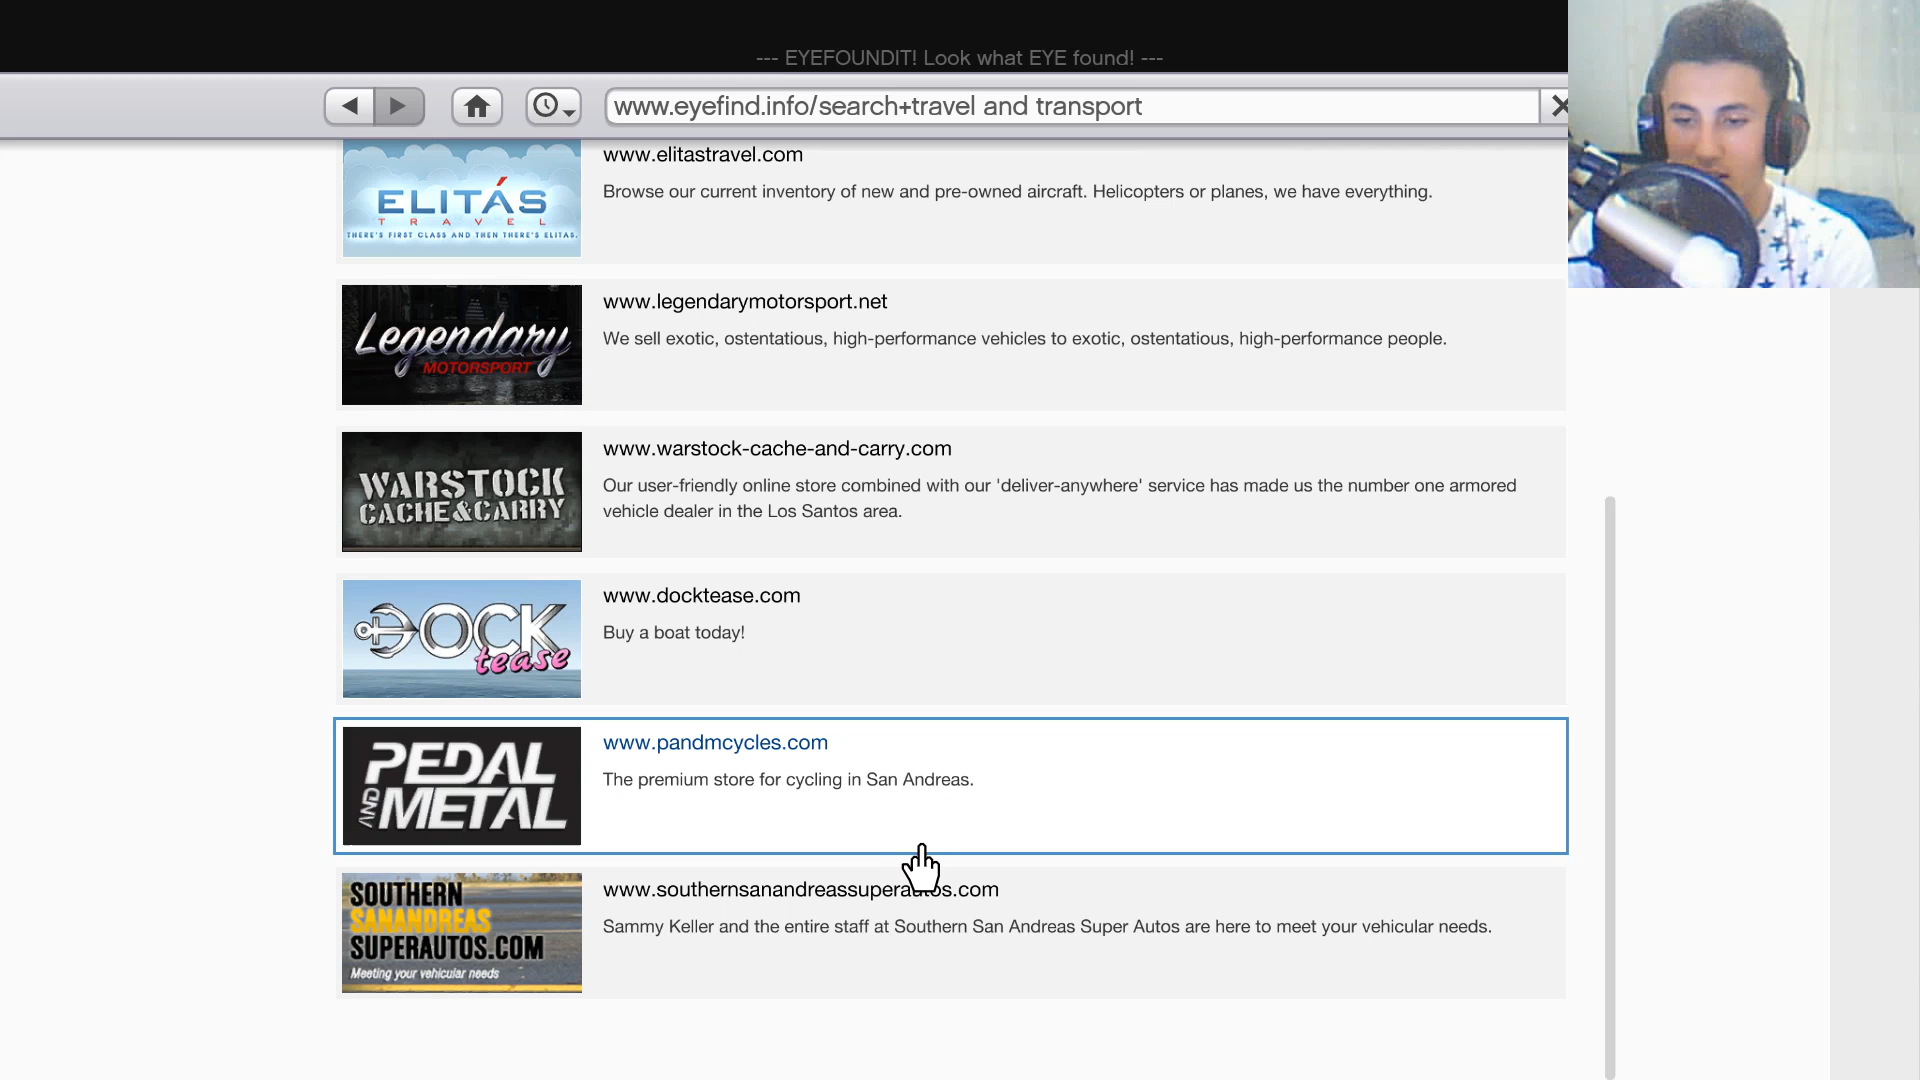 --- EYEFOUNDIT! Look what EYE found! ---
www.eyefind.info/search+travel and transport
ELITÁS
TRAVEL
THERE'S FIRST CLASS AND THEN THERE'S ELITAS.
www.elitastravel.com
Browse our current inventory of new and pre-owned aircraft. Helicopters or planes, we have everything.
Legendary
MOTORSPORT
www.legendarymotorsport.net
We sell exotic, ostentatious, high-performance vehicles to exotic, ostentatious, high-performance people.
WARSTOCK
CACHE&CARRY
www.warstock-cache-and-carry.com
Our user-friendly online store combined with our 'deliver-anywhere' service has made us the number one armored
vehicle dealer in the Los Santos area.
DOCK
tease
www.docktease.com
Buy a boat today!
PEDAL
AND METAL
www.pandmcycles.com
The premium store for cycling in San Andreas.
SOUTHERN
SANANDREAS
SUPERAUTOS.COM
Meeting your vehicular needs
www.southernsanandreassuperautos.com
Sammy Keller and the entire staff at Southern San Andreas Super Autos are here to meet your vehicular needs.